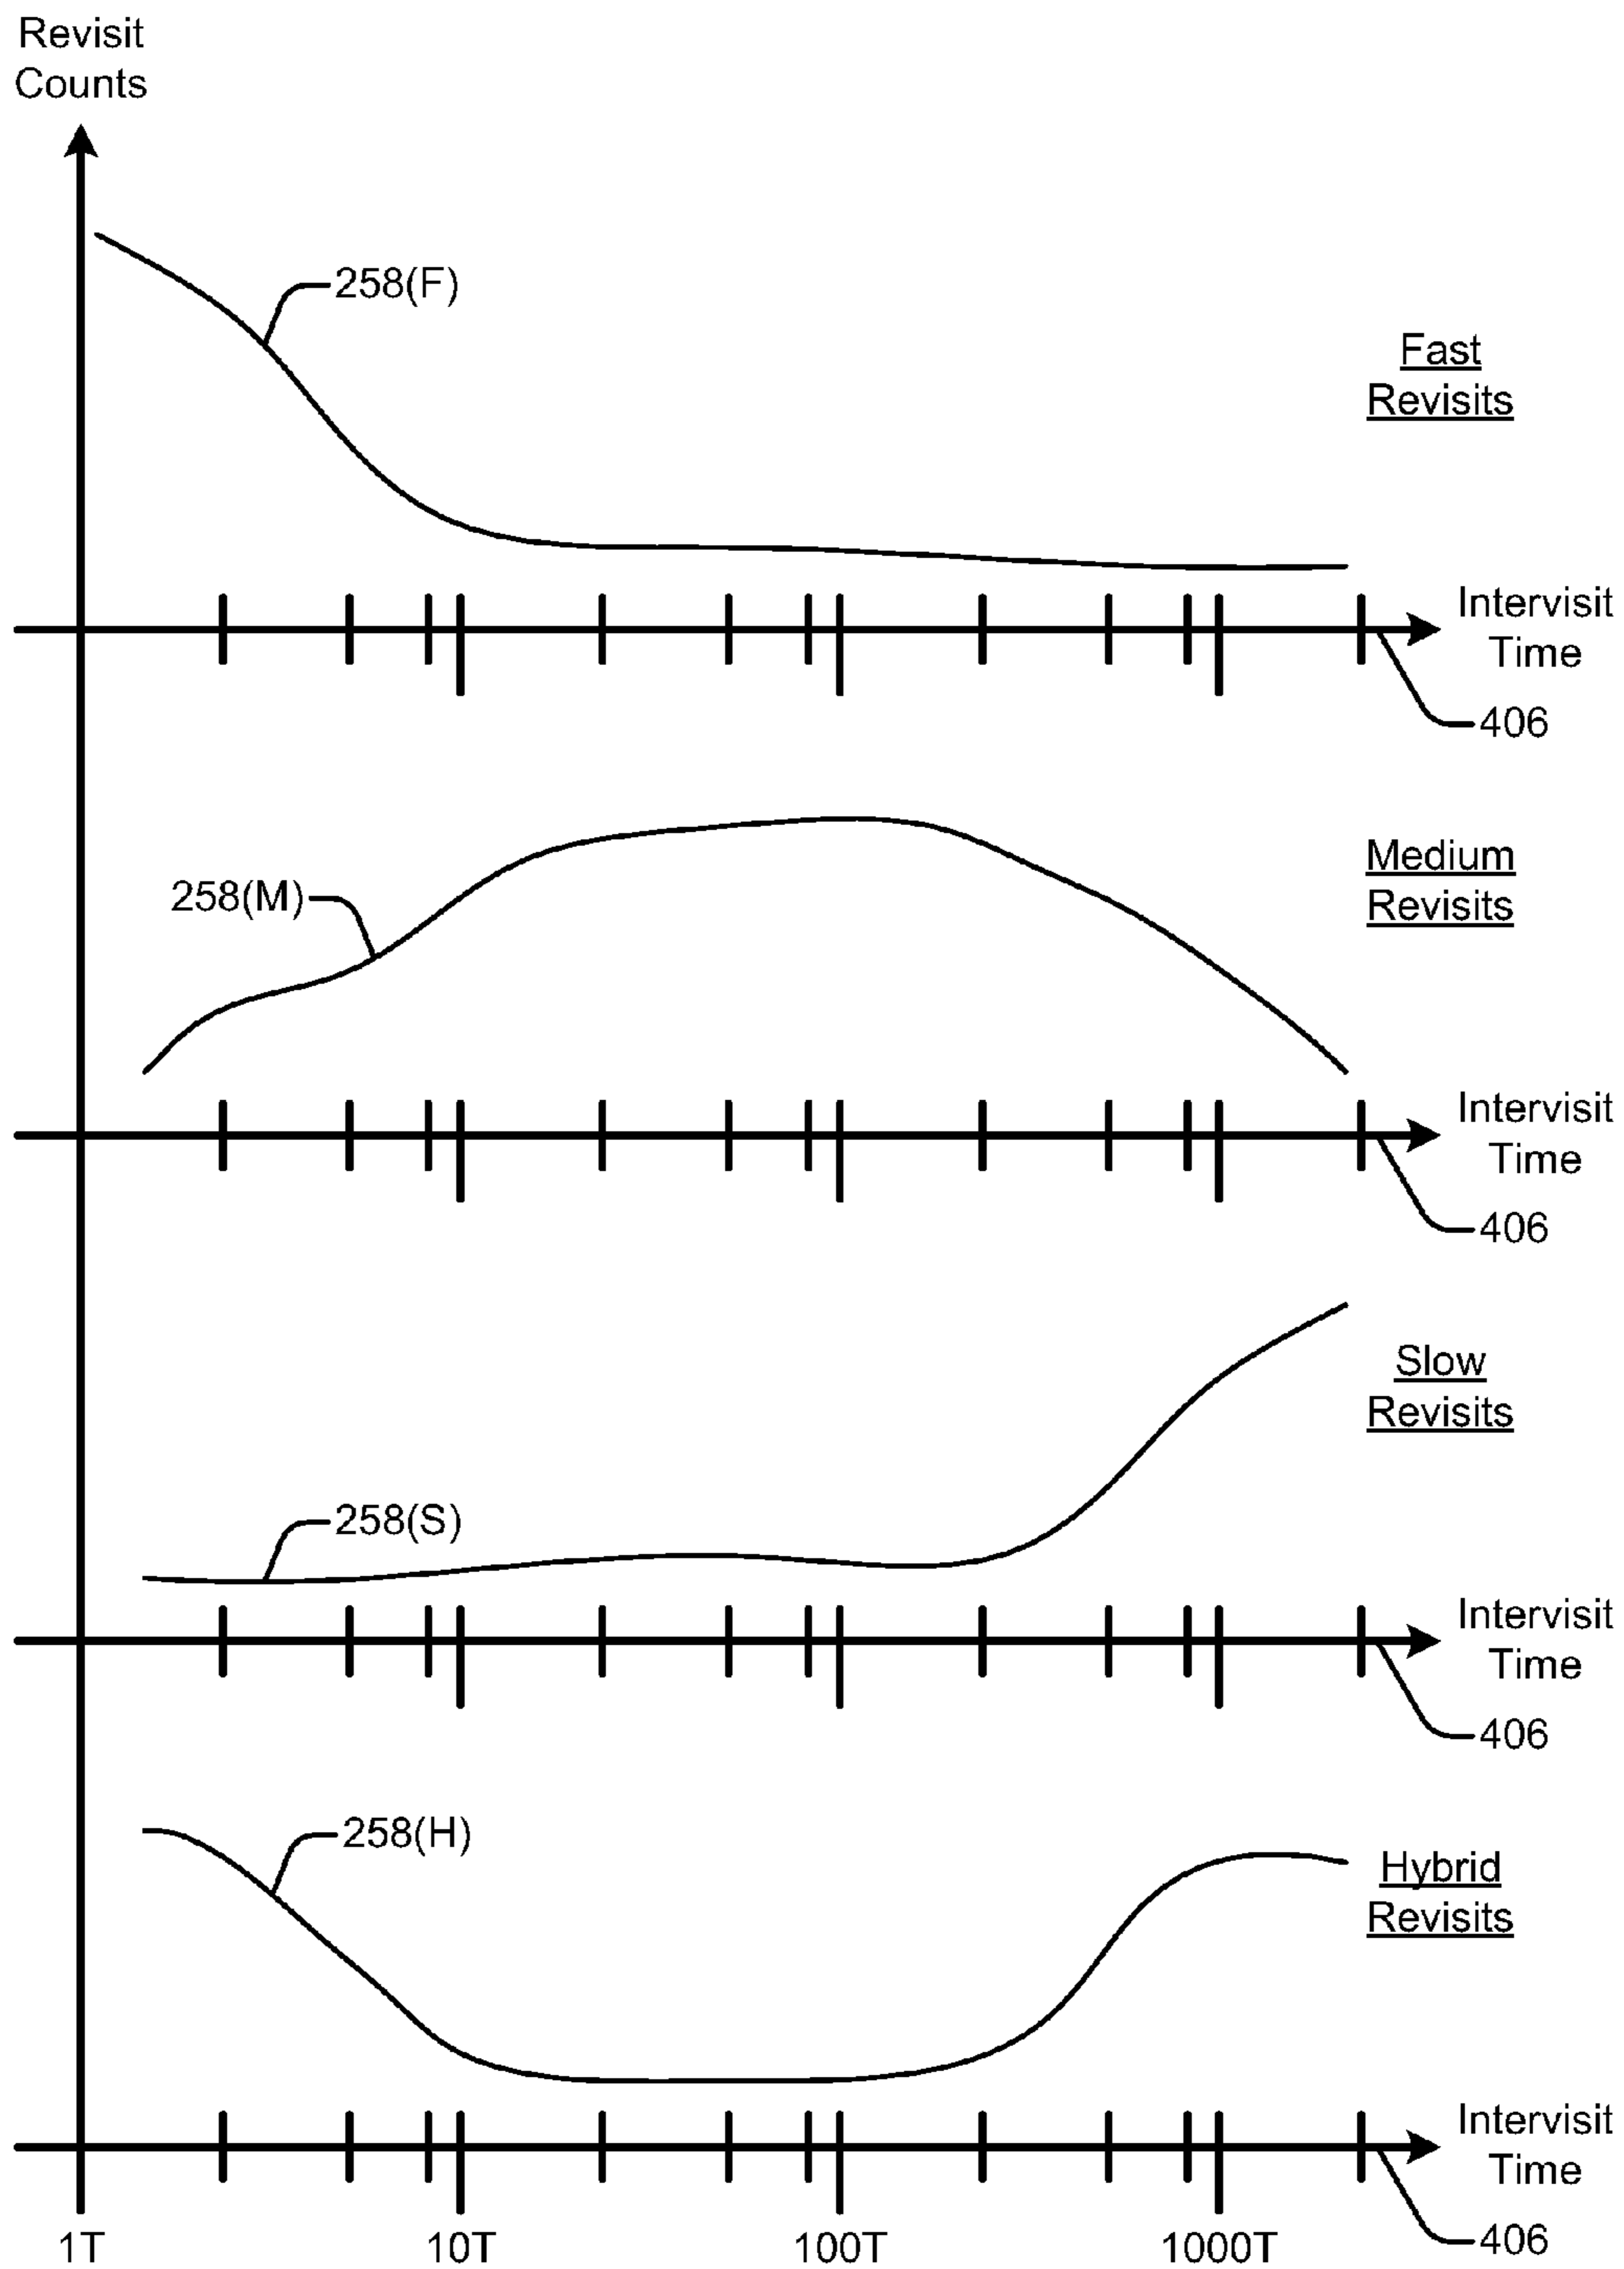 Revisit
Counts
258(F)
Fast
Revisits
Intervisit
Time
406
258(M)
Medium
Revisits
Intervisit
Time
406
Slow
Revisits
258(S)
Intervisit
Time
406
258(H)
Hybrid
Revisits
Intervisit
Time
1T 10T 100T 1000T 406